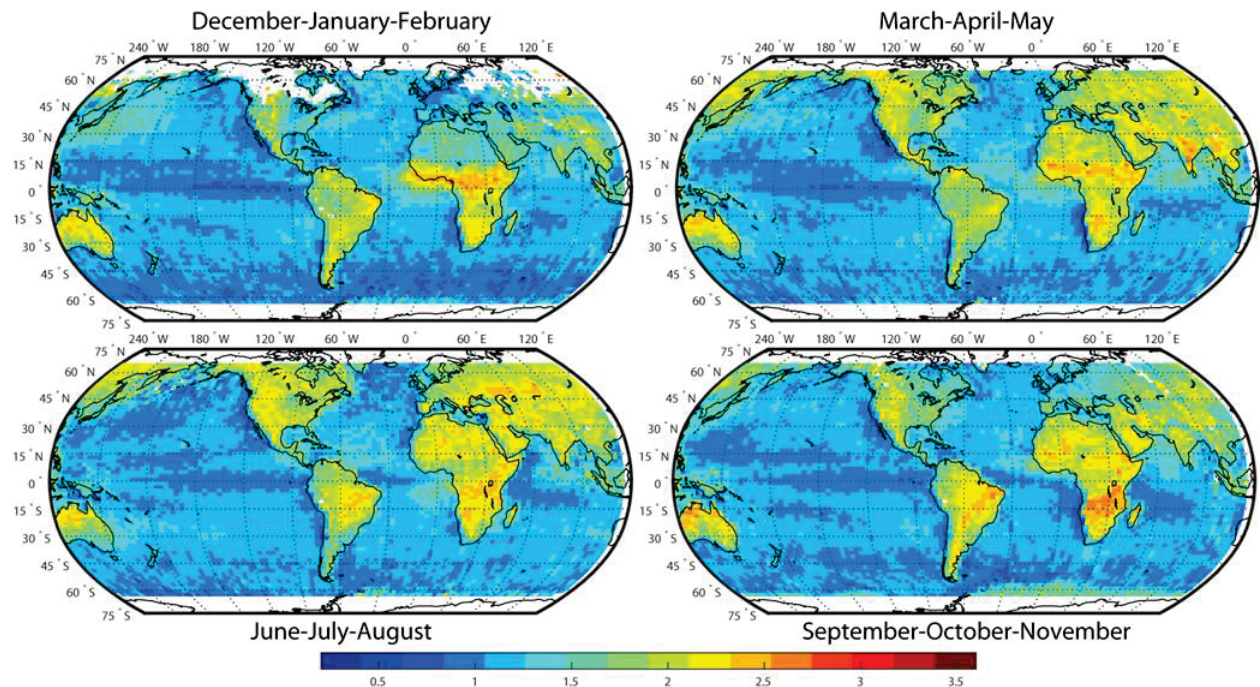 December-January-February
March-April-May
240 ° W 180 ° W 120 ° W 60 ° W 0 ° 60 ° E 120 ° E
240 ° W 180 ° W 120 ° W 60 ° W 0 ° 60 ° E 120 ° E
75 ° N
60 ° N
45 ° N
30 ° N
15 ° N
0 °
15 ° S
30 ° S
45 ° S
60 ° S
75 ° S
75 ° N
60 ° N
45 ° N
30 ° N
15 ° N
0 °
15 ° S
30 ° S
45 ° S
60 ° S
75 ° S
240 ° W 180 ° W 120 ° W 60 ° W 0 ° 60 ° E 120 ° E
240 ° W 180 ° W 120 ° W 60 ° W 0 ° 60 ° E 120 ° E
75 ° N
60 ° N
45 ° N
30 ° N
15 ° N
0 °
15 ° S
30 ° S
45 ° S
60 ° S
75 ° S
75 ° N
60 ° N
45 ° N
30 ° N
15 ° N
0 °
15 ° S
30 ° S
45 ° S
60 ° S
75 ° S
June-July-August
September-October-November
0.5 1 1.5 2 2.5 3 3.5